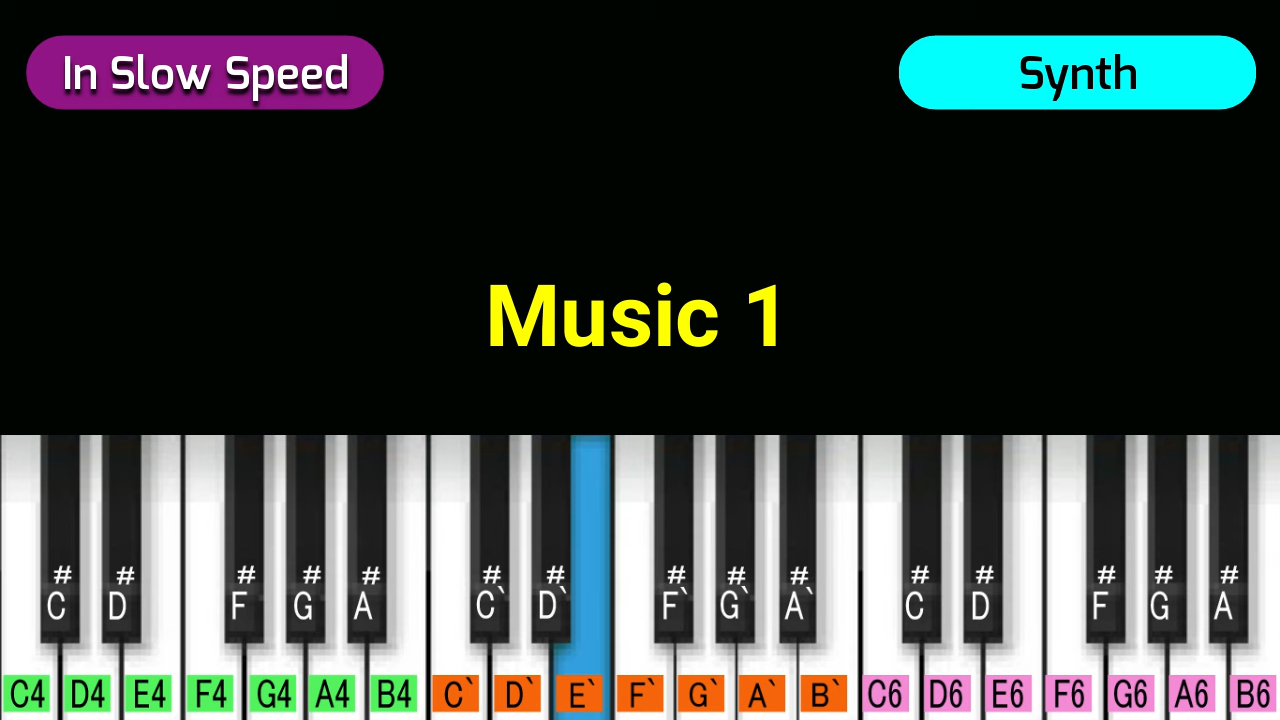 In Slow Speed
Synth
Music 1
# # # # # # # # # # # # # # #
C D F G A C` D` F` G` A` C D F G A
C4 D4 E4 F4 G4 A4 B4 C` D` E` F` G` A` B` C6 D6 E6 F6 G6 A6 B6